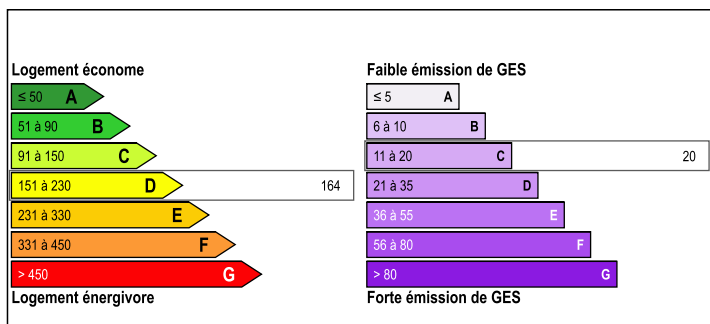 Logement économe
≤ 50 A
51 à 90 B
91 à 150 C
151 à 230 D 164
231 à 330 E
331 à 450 F
> 450 G
Logement énergivore
Faible émission de GES
≤ 5 A
6 à 10 B
11 à 20 C 20
21 à 35 D
36 à 55 E
56 à 80 F
> 80 G
Forte émission de GES